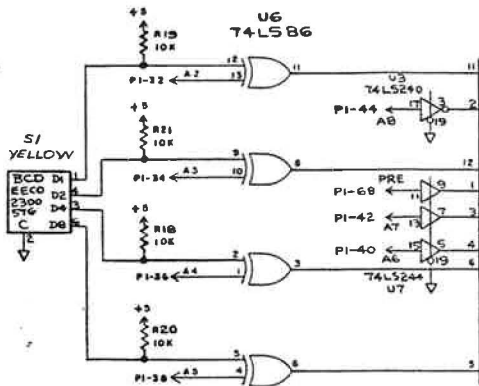 +5
R19
10K
U6
74LS86
12
13
11
11
P1-32
A2
U3
74LS240
P1-44
17
3
2
A8
19
+5
R21
10K
S1
YELLOW
9
10
8
12
P1-34
A3
BCD D1 1
EECO D2 4
2300 D4 3
57G D8 5
C
2
PRE
P1-68
11
9
1
P1-42
13
7
3
A7
P1-40
15
5
4
A6
19
+5
R18
10K
2
1
3
6
P1-36
A4
74LS244
U7
+5
R20
10K
5
4
6
5
P1-38
A5